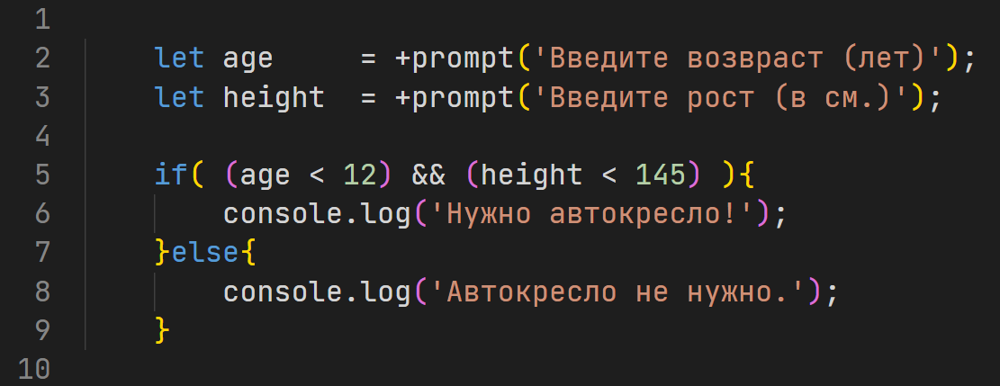 1
2 let age     = +prompt('Введите возвраст (лет)');
3 let height  = +prompt('Введите рост (в см.)');
4
5 if( (age < 12) && (height < 145) ){
6     console.log('Нужно автокресло!');
7 }else{
8     console.log('Автокресло не нужно.');
9 }
10